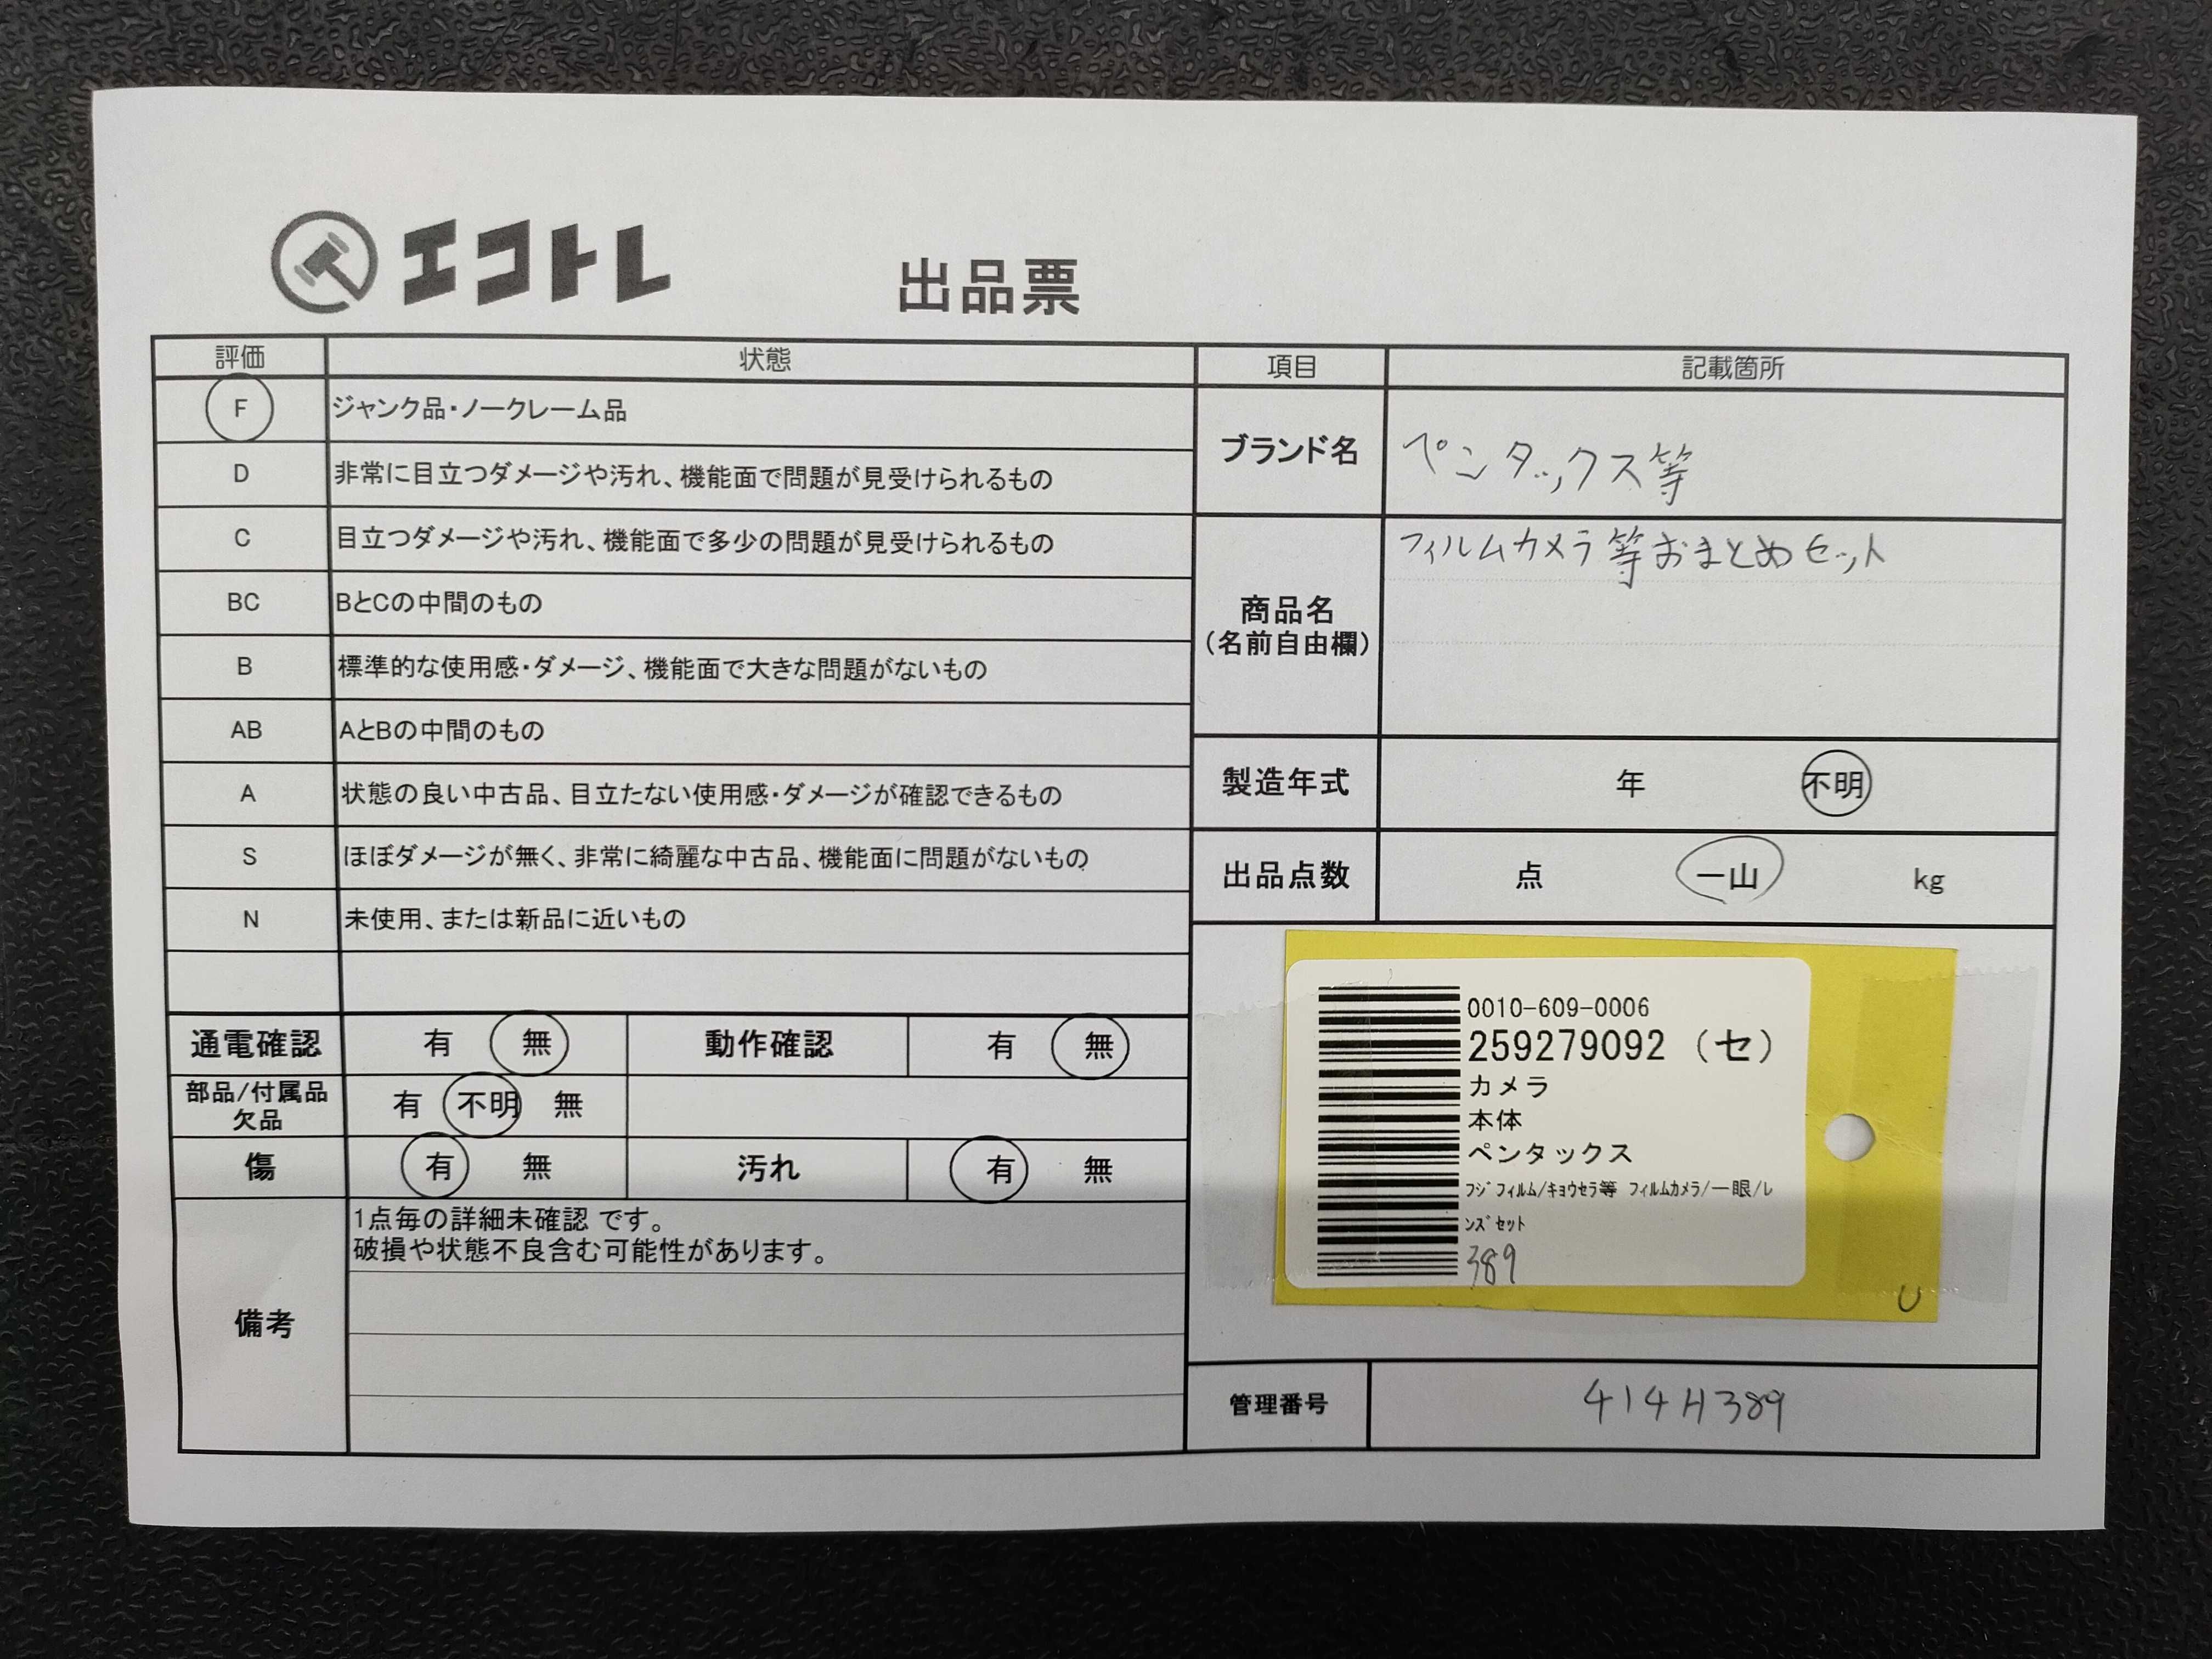 エコトレ
出品票
評価 状態
F ジャンク品・ノークレーム品
D 非常に目立つダメージや汚れ、機能面で問題が見受けられるもの
C 目立つダメージや汚れ、機能面で多少の問題が見受けられるもの
BC BとCの中間のもの
B 標準的な使用感・ダメージ、機能面で大きな問題がないもの
AB AとBの中間のもの
A 状態の良い中古品、目立たない使用感・ダメージが確認できるもの
S ほぼダメージが無く、非常に綺麗な中古品、機能面に問題がないもの
N 未使用、または新品に近いもの
通電確認 有 無 動作確認 有 無
部品/付属品
欠品
有 不明 無
傷 有 無 汚れ 有 無
備考
1点毎の詳細未確認 です。
破損や状態不良含む可能性があります。
項目 記載箇所
ブランド名 ペンタックス等
商品名
(名前自由欄)
フィルムカメラ等おまとめセット
製造年式 年 不明
出品点数 点 一山 kg
0010-609-0006
259279092 (セ)
カメラ
本体
ペンタックス
フジフィルム/キョウセラ等 フィルムカメラ/一眼/レ
ンズセット
389
U
管理番号 414H389